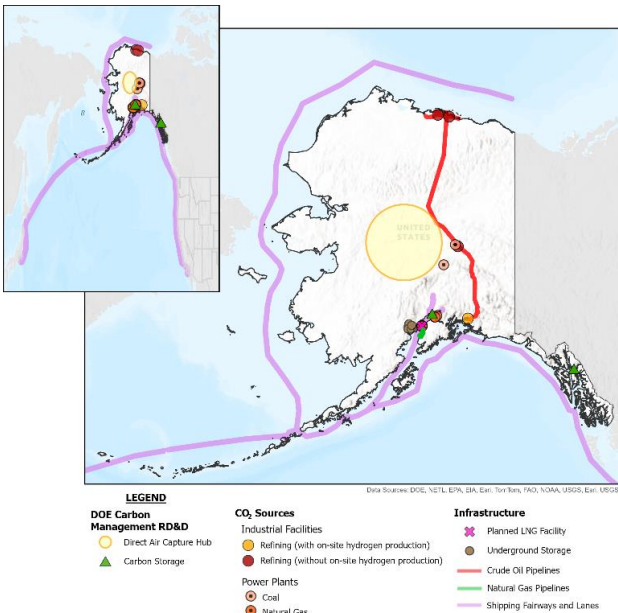 UNITED
STATES
Data Sources: DOE, NETL, EPA, EIA, Esri, TomTom, FAO, NOAA, USGS, Esri, USGS
LEGEND
DOE Carbon
Management RD&D
Direct Air Capture Hub
Carbon Storage
CO₂ Sources
Industrial Facilities
Refining (with on-site hydrogen production)
Refining (without on-site hydrogen production)
Power Plants
Coal
Natural Gas
Infrastructure
Planned LNG Facility
Underground Storage
Crude Oil Pipelines
Natural Gas Pipelines
Shipping Fairways and Lanes